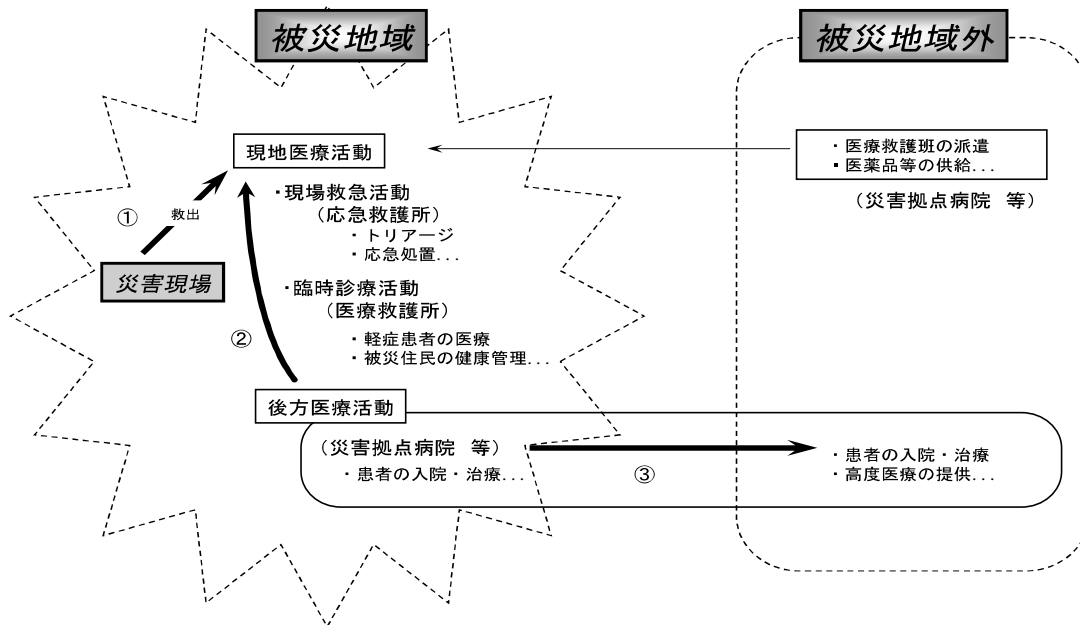 被災地域
被災地域外
現地医療活動
・医療救護班の派遣
・医薬品等の供給...
(災害拠点病院 等)
①
救出
・現場救急活動
(応急救護所)
・トリアージ
・応急処置...
災害現場
・臨時診療活動
(医療救護所)
②
・軽症患者の医療
・被災住民の健康管理...
後方医療活動
(災害拠点病院 等)
・患者の入院・治療...
③
・患者の入院・治療
・高度医療の提供...